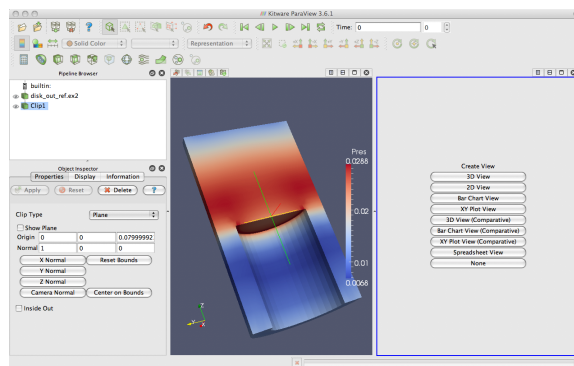 Kitware ParaView 3.6.1
?
Time: 0
0
Solid Color
Representation
Pipeline Browser
builtin:
disk_out_ref.ex2
Clip1
Object Inspector
Properties Display Information
Apply Reset Delete ?
Clip Type Plane
Show Plane
Origin 0 0 0.07999992
Normal 1 0 0
X Normal Reset Bounds
Y Normal
Z Normal
Camera Normal Center on Bounds
Inside Out
Pres
0.0288
0.02
0.01
0.0068
Z
Y X
Create View
3D View
2D View
Bar Chart View
XY Plot View
3D View (Comparative)
Bar Chart View (Comparative)
XY Plot View (Comparative)
Spreadsheet View
None